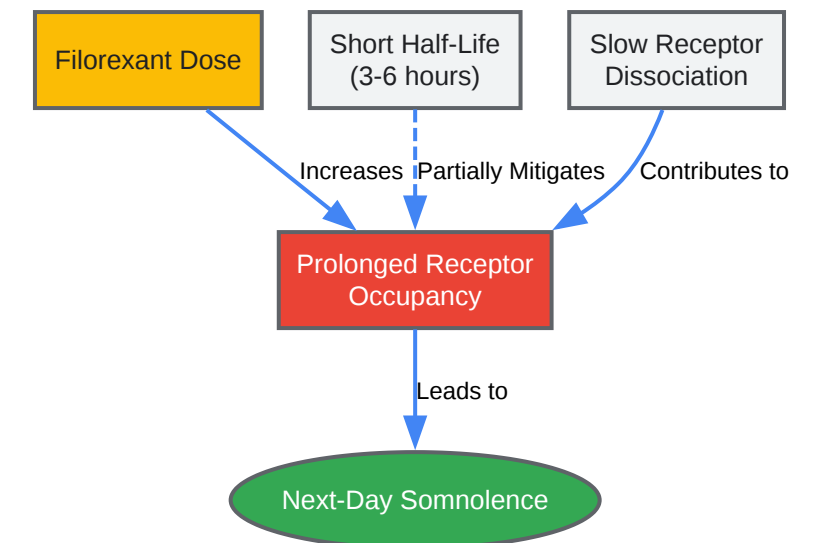 Filorexant Dose
Short Half-Life
(3-6 hours)
Slow Receptor
Dissociation
Increases
Partially Mitigates
Contributes to
Prolonged Receptor
Occupancy
Leads to
Next-Day Somnolence